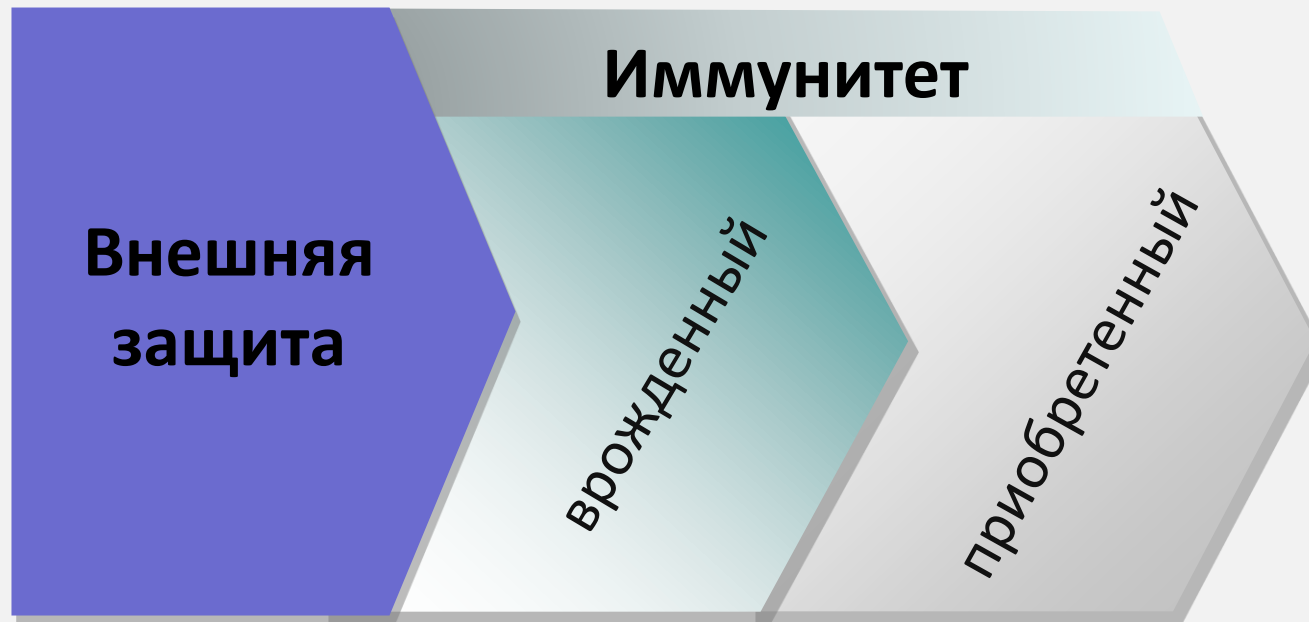 Иммунитет
Внешняя
защита
врожденный
приобретенный